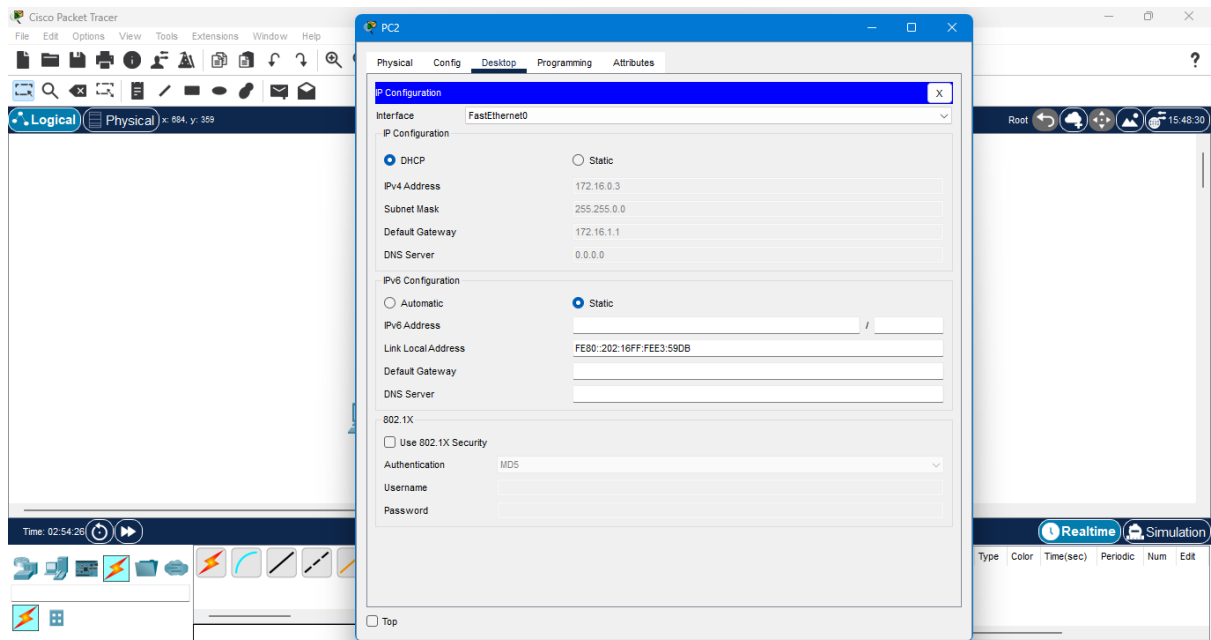 Cisco Packet Tracer
PC2
File Edit Options View Tools Extensions Window Help
?
Physical Config Desktop Programming Attributes
IP Configuration X
Logical Physical x: 684, y: 359
Root 15:48:30
Interface FastEthernet0
IP Configuration
DHCP Static
IPv4 Address 172.16.0.3
Subnet Mask 255.255.0.0
Default Gateway 172.16.1.1
DNS Server 0.0.0.0
IPv6 Configuration
Automatic Static
IPv6 Address /
Link Local Address FE80::202:16FF:FEE3:59DB
Default Gateway
DNS Server
802.1X
Use 802.1X Security
Authentication MD5
Username
Password
Time: 02:54:26
Realtime Simulation
Type Color Time(sec) Periodic Num Edit
Top